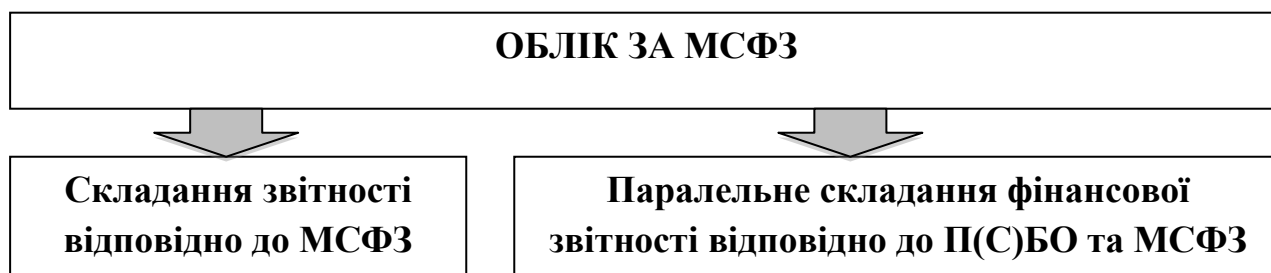 ОБЛІК ЗА МСФЗ
Складання звітності
відповідно до МСФЗ
Паралельне складання фінансової
звітності відповідно до П(С)БО та МСФЗ